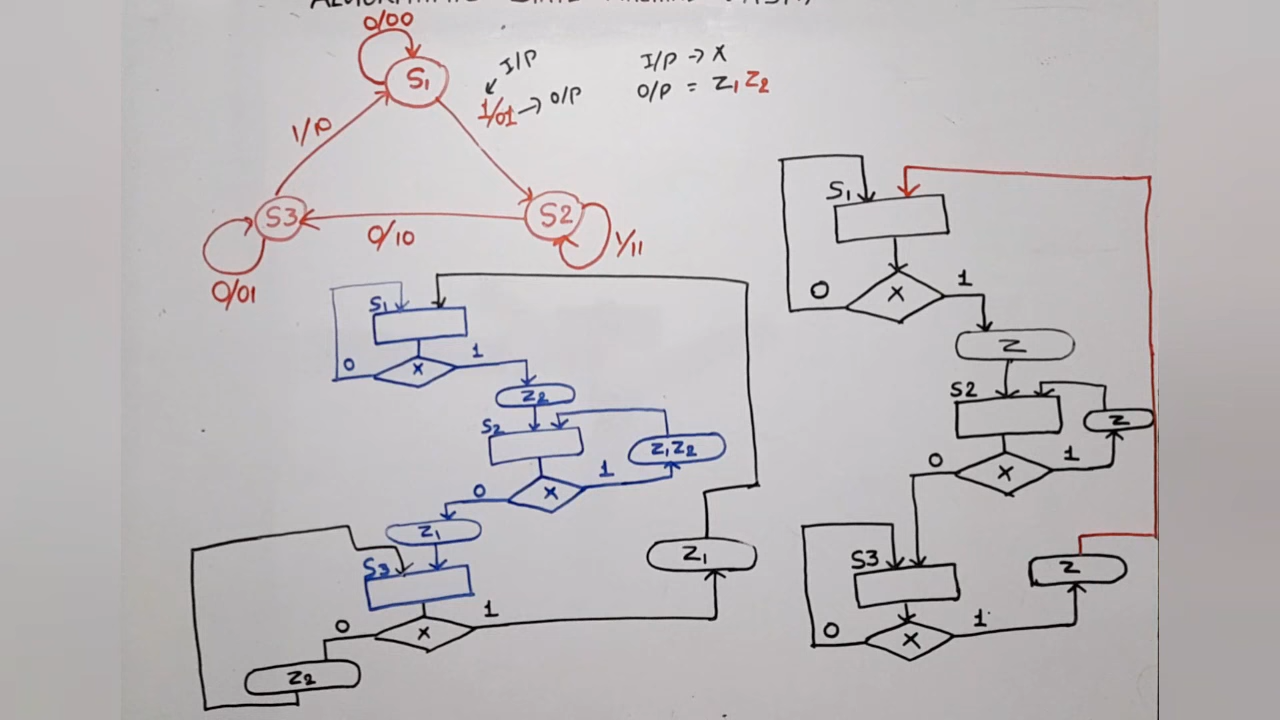 0/00
S1
I/P
1/01 → O/P
I/P → X
O/P = Z1 Z2
1/10
S3
S2
0/10
1/11
0/01
S1
X
0
1
Z2
S2
Z1Z2
X
0
1
Z1
S3
X
0
1
Z1
Z2
S1
X
0
1
Z
S2
Z
X
0
1
S3
Z
X
0
1